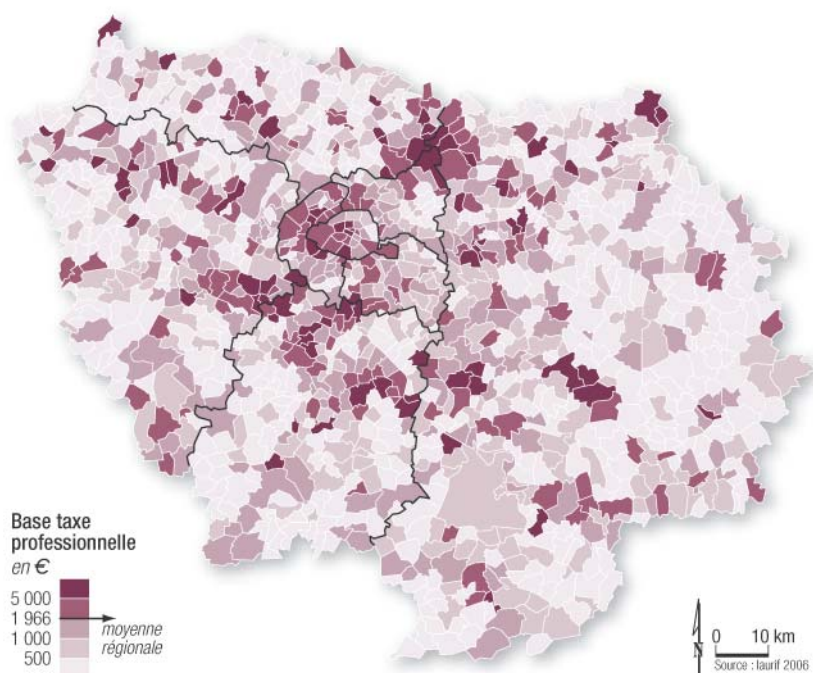 Base taxe
professionnelle
en €
5 000
1 966
moyenne
régionale
1 000
500
N
0 10 km
Source : Iaurif 2006